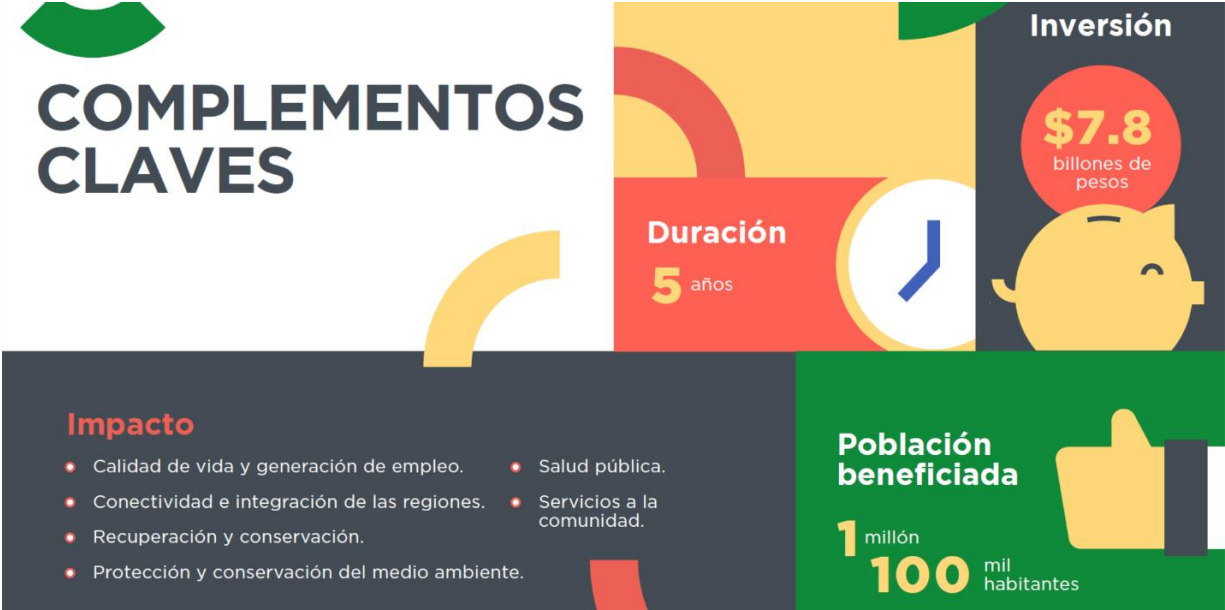 COMPLEMENTOS
CLAVES
Duración
5 años
Inversión
$7.8
billones de
pesos
Impacto
Calidad de vida y generación de empleo.
Conectividad e integración de las regiones.
Recuperación y conservación.
Protección y conservación del medio ambiente.
Salud pública.
Servicios a la
comunidad.
Población
beneficiada
1 millón
100 mil
habitantes